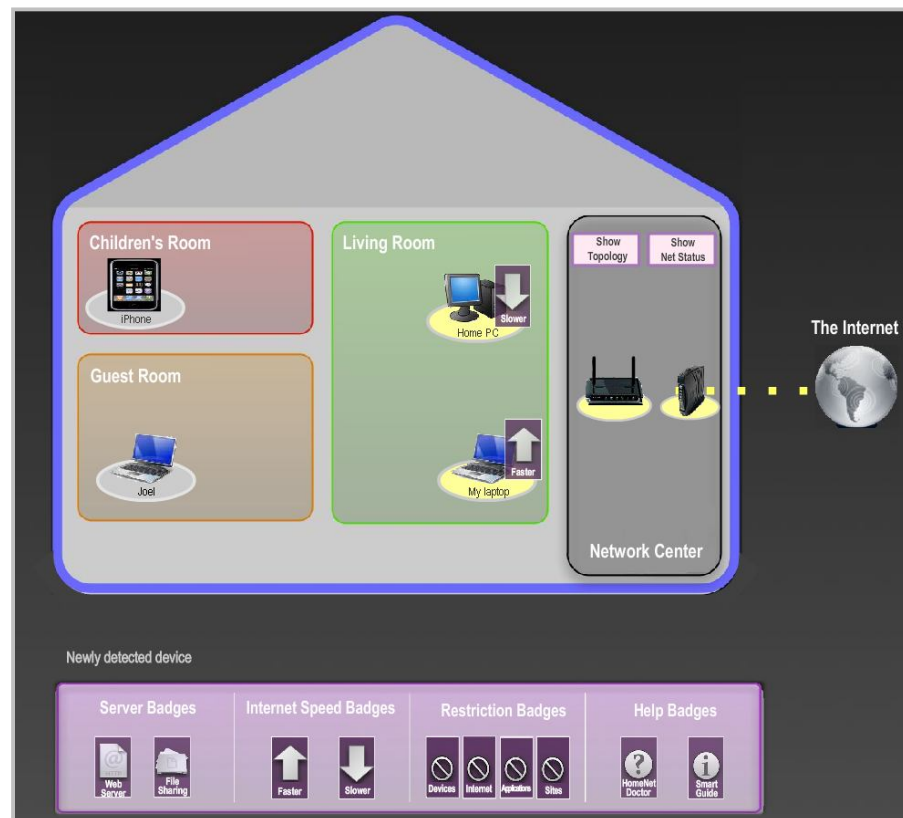 Children's Room
iPhone
Guest Room
Joel
Living Room
Home PC
Slower
My laptop
Faster
Show
Topology
Show
Net Status
Network Center
The Internet
Newly detected device
Server Badges
@
HTTP
Web
Server
File
Sharing
Internet Speed Badges
Faster
Slower
Restriction Badges
Devices
Internet
Applications
Sites
Help Badges
?
HomeNet
Doctor
i
Smart
Guide